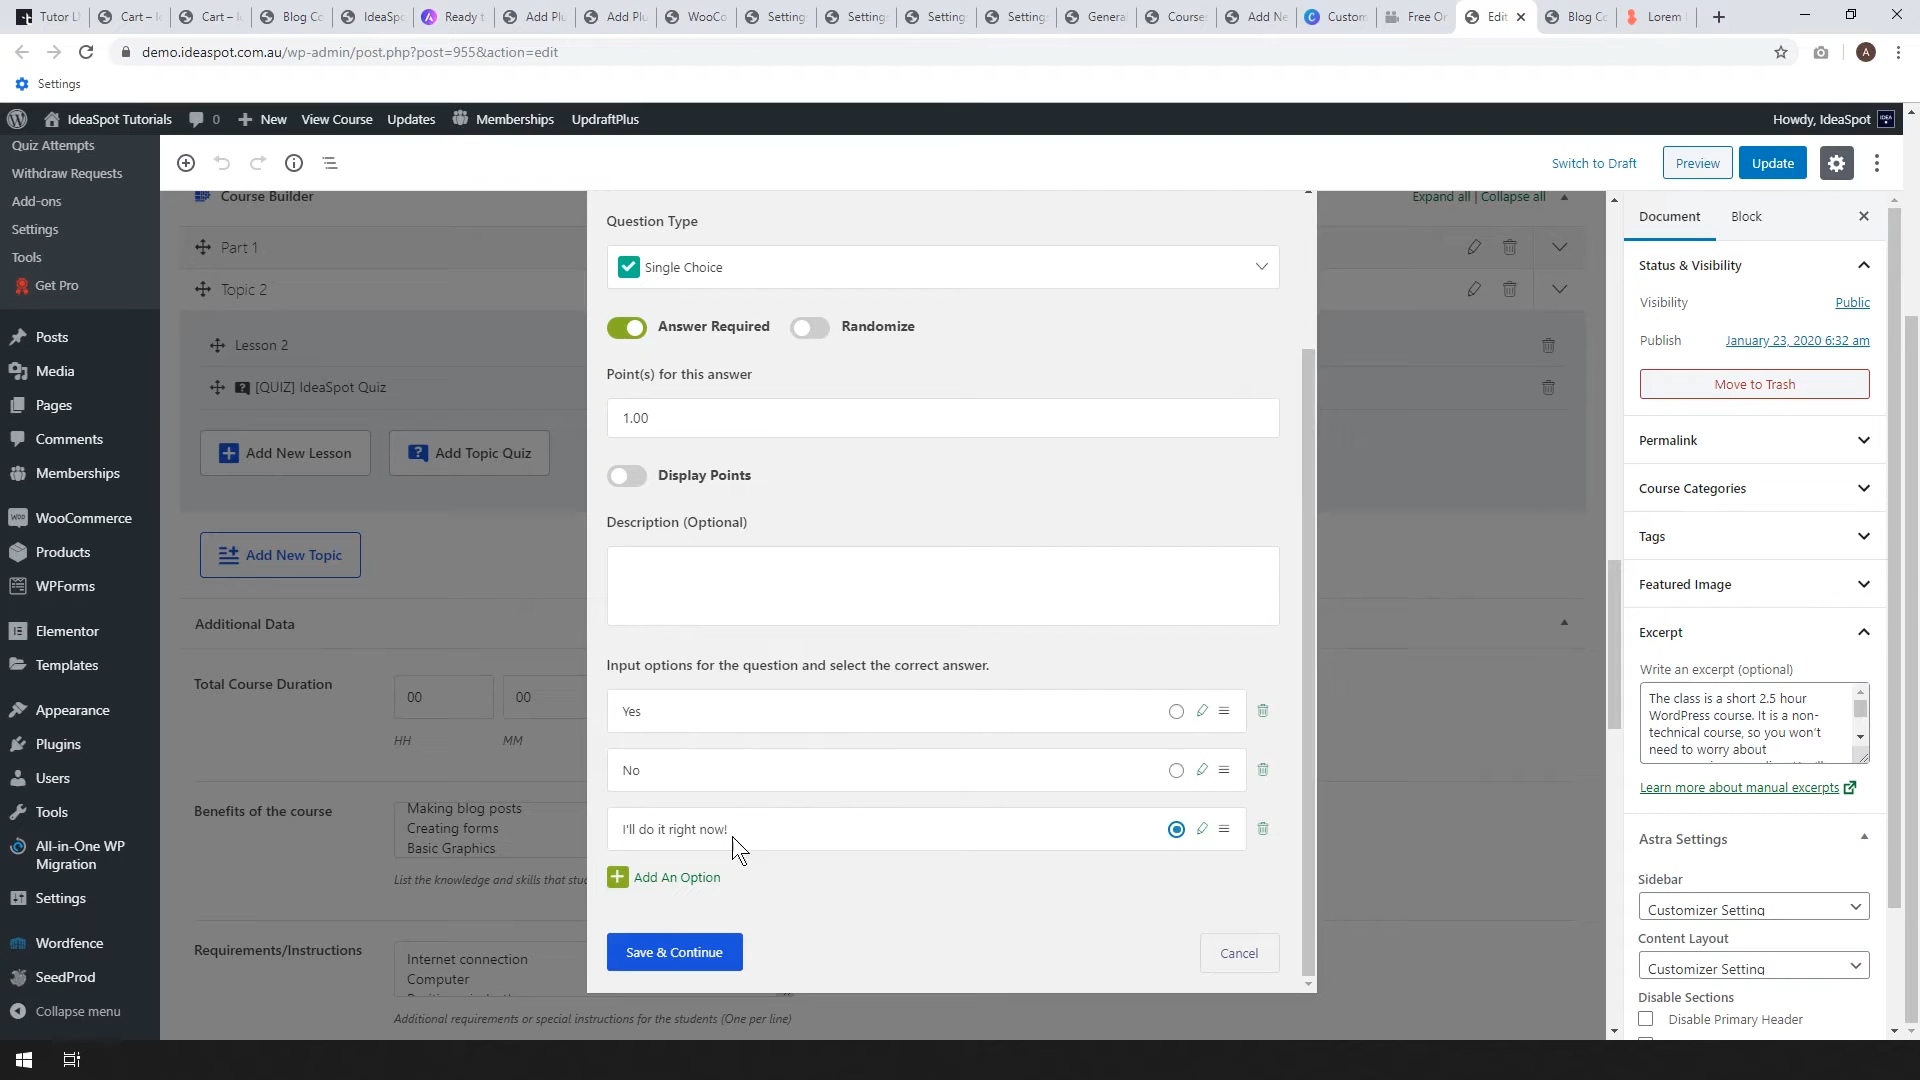 Tutor L
Cart – I
Cart – I
Blog Co
IdeaSp
Ready t
Add Plu
Add Plu
WooCo
Setting
Setting
Setting
Setting
General
Courses
Add Ne
Custom
Free On
Edit
Blog Co
Lorem
demo.ideaspot.com.au/wp-admin/post.php?post=955&action=edit
A
Settings
IdeaSpot Tutorials
0
New
View Course
Updates
Memberships
UpdraftPlus
Howdy, IdeaSpot
Quiz Attempts
Withdraw Requests
Add-ons
Settings
Tools
Get Pro
Posts
Media
Pages
Comments
Memberships
WooCommerce
Products
WPForms
Elementor
Templates
Appearance
Plugins
Users
Tools
All-in-One WP
Migration
Settings
Wordfence
SeedProd
Collapse menu
Switch to Draft
Preview
Update
Course Builder
Expand all | Collapse all
Part 1
Topic 2
Lesson 2
[QUIZ] IdeaSpot Quiz
Add New Lesson
Add Topic Quiz
Add New Topic
Additional Data
Total Course Duration
00
00
HH
MM
Benefits of the course
Making blog posts
Creating forms
Basic Graphics
List the knowledge and skills that stu
Requirements/Instructions
Internet connection
Computer
Additional requirements or special instructions for the students (One per line)
Question Type
Single Choice
Answer Required
Randomize
Point(s) for this answer
1.00
Display Points
Description (Optional)
Input options for the question and select the correct answer.
Yes
No
I'll do it right now!
Add An Option
Save & Continue
Cancel
Document
Block
Status & Visibility
Visibility
Public
Publish
January 23, 2020 6:32 am
Move to Trash
Permalink
Course Categories
Tags
Featured Image
Excerpt
Write an excerpt (optional)
The class is a short 2.5 hour
WordPress course. It is a non-
technical course, so you won't
need to worry about
Learn more about manual excerpts
Astra Settings
Sidebar
Customizer Setting
Content Layout
Customizer Setting
Disable Sections
Disable Primary Header